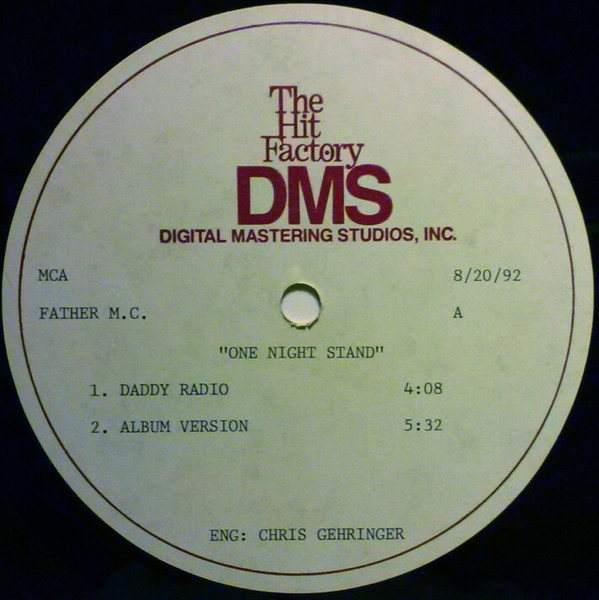 The
Hit
Factory
DMS
DIGITAL MASTERING STUDIOS, INC.
MCA 8/20/92
FATHER M.C. A
"ONE NIGHT STAND"
1. DADDY RADIO 4:08
2. ALBUM VERSION 5:32
ENG: CHRIS GEHRINGER